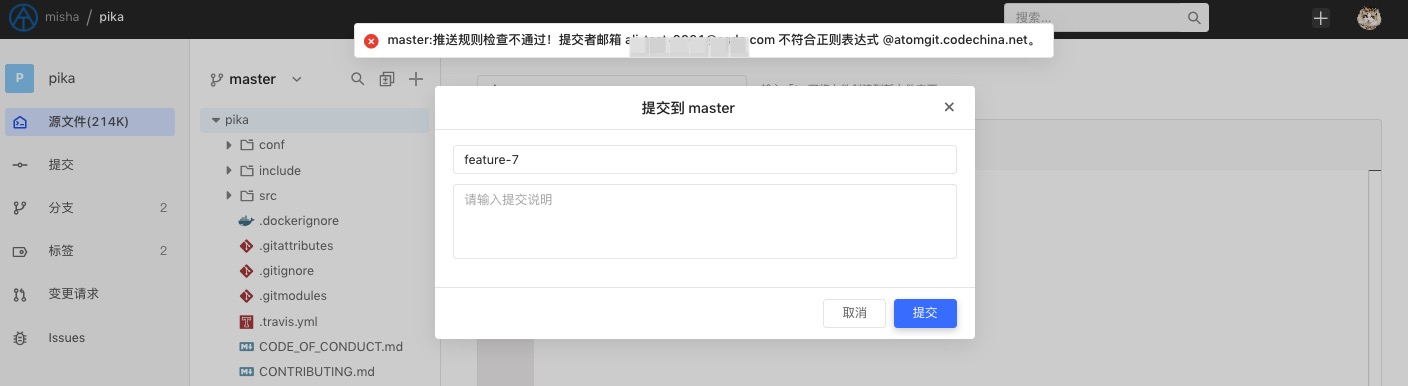 misha / pika
搜索...
master:推送规则检查不通过！提交者邮箱 com 不符合正则表达式 @atomgit.codechina.net。
P pika
master
源文件(214K)
提交
分支 2
标签 2
变更请求
Issues
pika
conf
include
src
.dockerignore
.gitattributes
.gitignore
.gitmodules
.travis.yml
CODE_OF_CONDUCT.md
CONTRIBUTING.md
提交到 master
feature-7
请输入提交说明
取消
提交